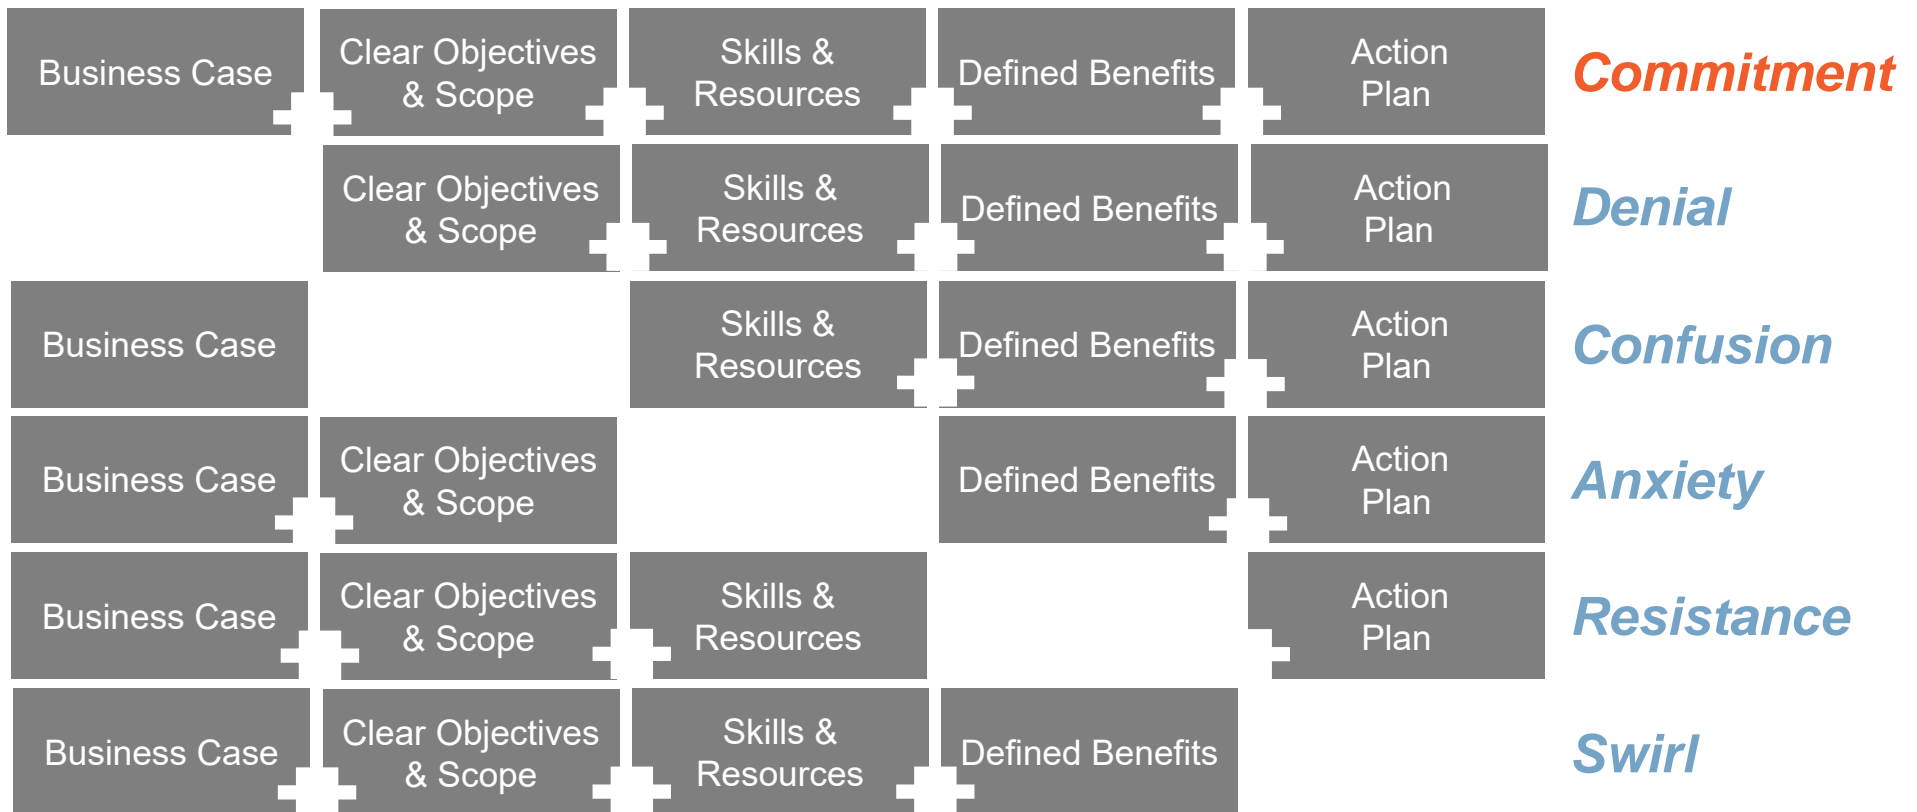 Business Case
Clear Objectives
& Scope
Skills &
Resources
Defined Benefits
Action
Plan
Commitment
Clear Objectives
& Scope
Skills &
Resources
Defined Benefits
Action
Plan
Denial
Business Case
Skills &
Resources
Defined Benefits
Action
Plan
Confusion
Business Case
Clear Objectives
& Scope
Defined Benefits
Action
Plan
Anxiety
Business Case
Clear Objectives
& Scope
Skills &
Resources
Action
Plan
Resistance
Business Case
Clear Objectives
& Scope
Skills &
Resources
Defined Benefits
Swirl